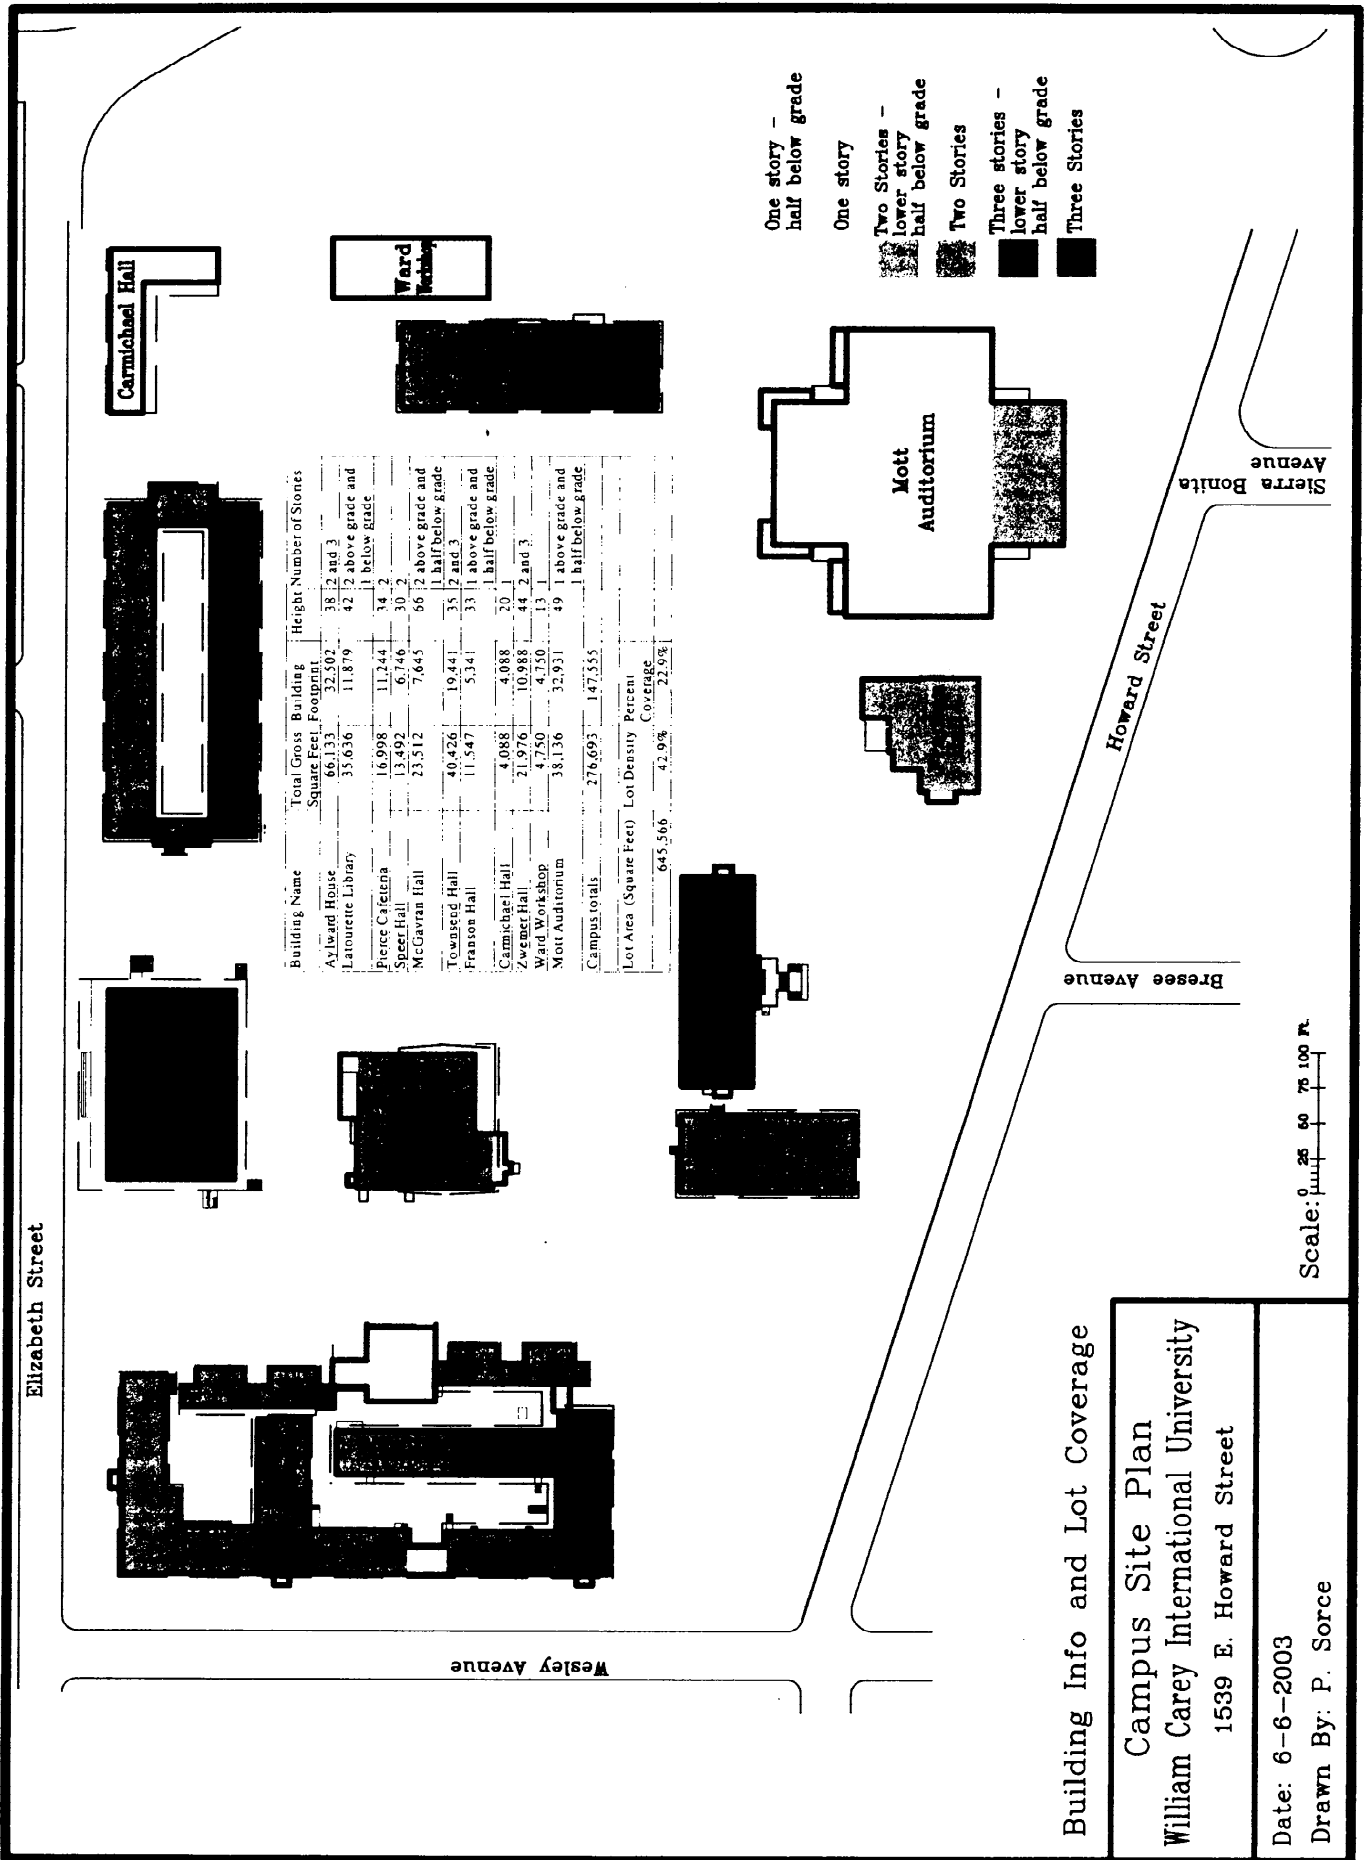 Elizabeth Street
Wesley Avenue
Carmichael Hall
Ward
Workshop
Mott
Auditorium
Howard Street
Bresee Avenue
Sierra Bonita
Avenue
Building Name Total Gross Square Feet Building Footprint Height Number of Stories
Aylward House 66,133 32,502 38 2 and 3
Latourette Library 35,636 11,879 42 2 above grade and
1 below grade
Pierce Cafeteria 16,998 11,244 34 2
Speer Hall 13,492 6,746 30 2
McGavran Hall 23,512 7,645 66 2 above grade and
1 half below grade
Townsend Hall 40,426 19,441 35 2 and 3
Franson Hall 11,547 5,341 33 1 above grade and
1 half below grade
Carmichael Hall 4,088 4,088 20 1
Zwemer Hall 21,976 10,988 44 2 and 3
Ward Workshop 4,750 4,750 13 1
Mott Auditorium 38,136 32,931 49 1 above grade and
1 half below grade
Campus totals 276,693 147,555
Lot Area (Square Feet) Lot Density Percent Coverage
645,566 42.9% 22.9%
One story -
half below grade
One story
Two Stories -
lower story
half below grade
Two Stories
Three stories -
lower story
half below grade
Three Stories
Scale: 0 25 50 75 100 Ft.
Building Info and Lot Coverage
Campus Site Plan
William Carey International University
1539 E. Howard Street
Date: 6-6-2003
Drawn By: P. Sorce